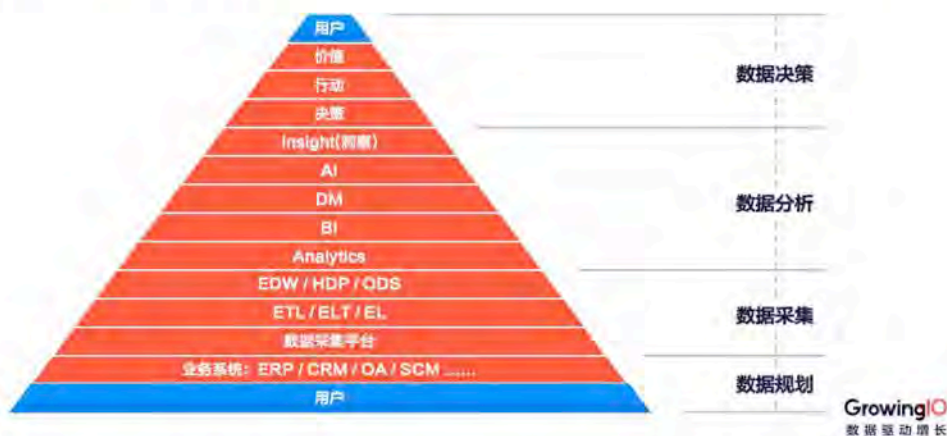 用户
价值
行动
数据决策
决策
Insight(洞察)
AI
DM
数据分析
BI
Analytics
EDW / HDP / ODS
ETL / ELT / EL
数据采集
数据采集平台
业务系统：ERP / CRM / OA / SCM ......
数据规划
用户
GrowingIO
数据驱动增长